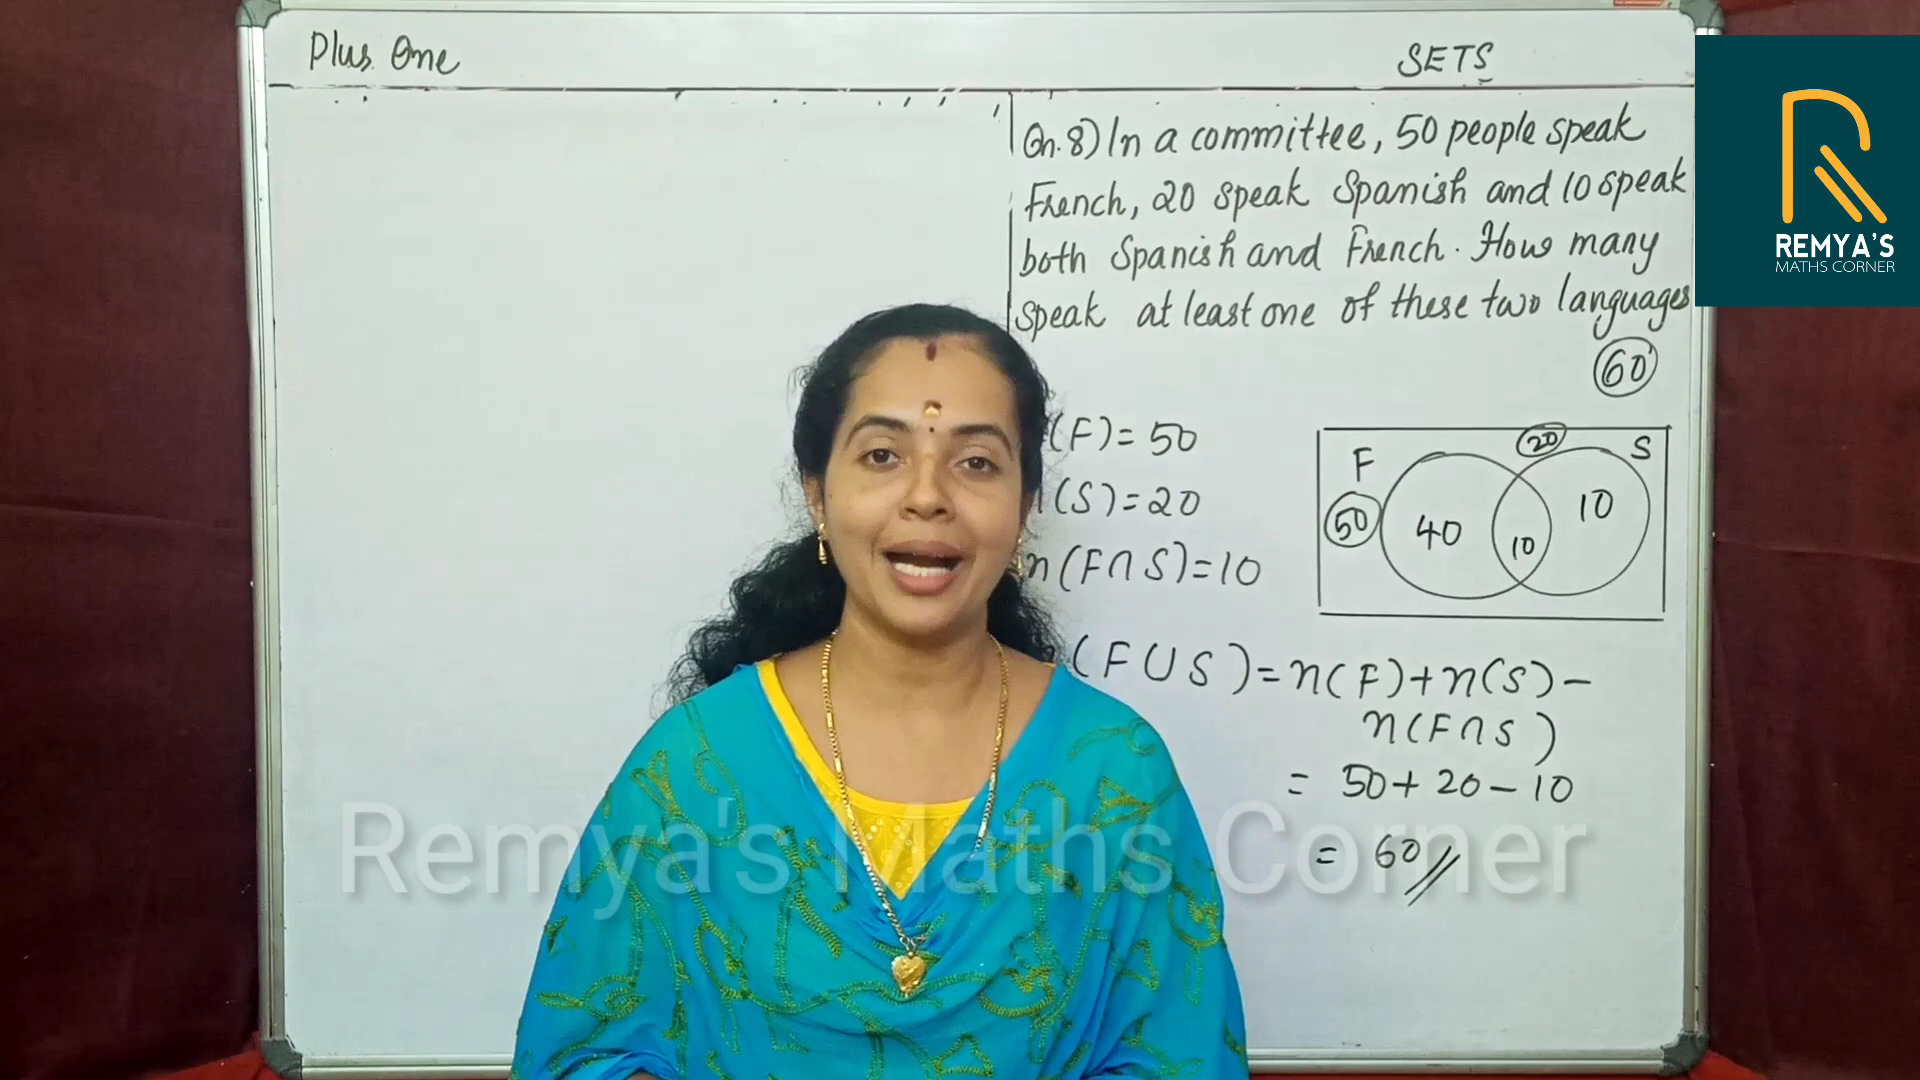 Plus One
SETS
Qn.8) In a committee, 50 people speak
French, 20 speak Spanish and 10 speak
both Spanish and French. How many
speak at least one of these two languages
60
(F)=50
(S)=20
n(F∩S)=10
F
50
40
10
20
S
10
(F∪S)=n(F)+n(S)-
n(F∩S)
= 50+20-10
= 60//
REMYA'S
MATHS CORNER
Remya's Maths Corner